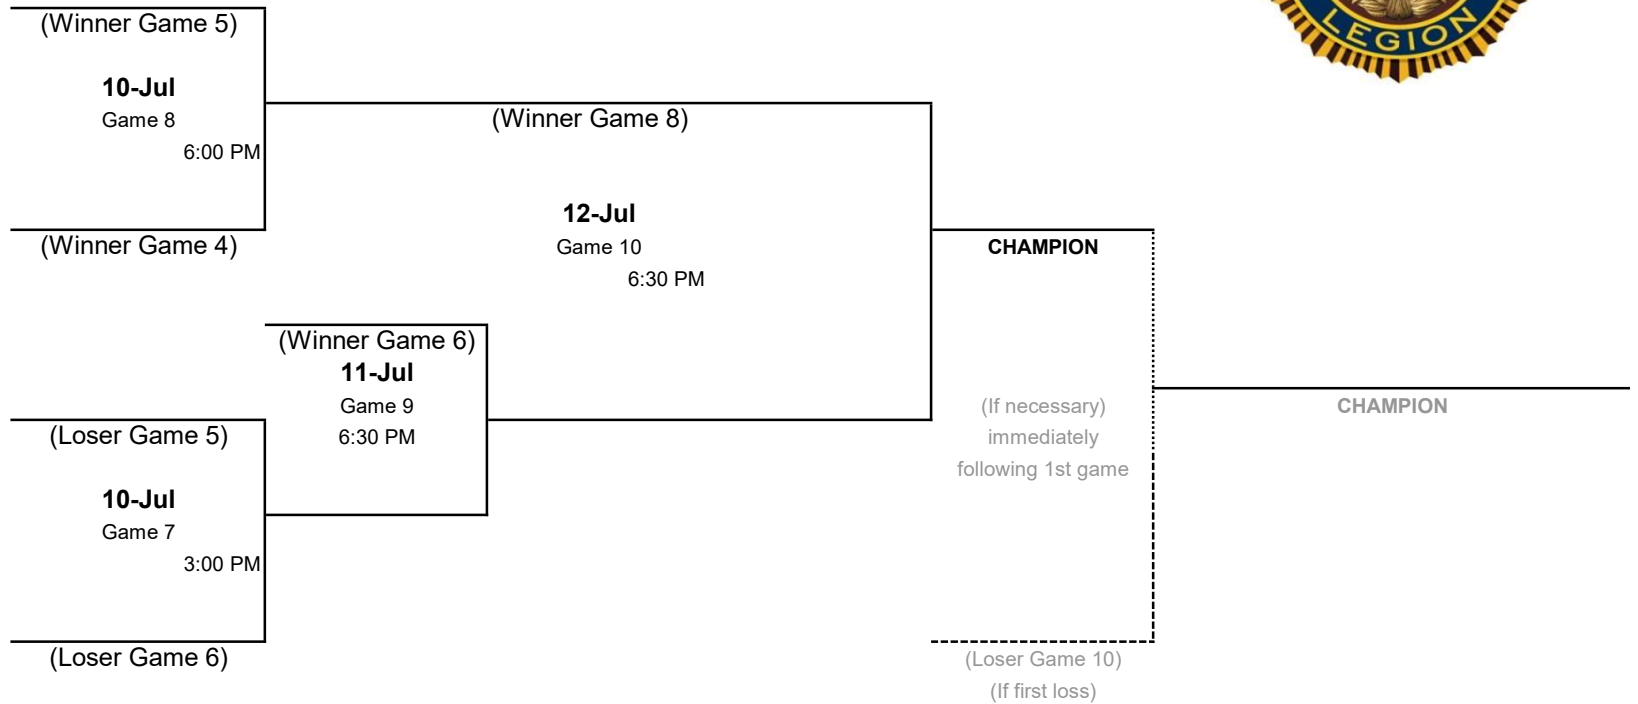 LEGION
(Winner Game 5)
10-Jul
Game 8
6:00 PM
(Winner Game 8)
12-Jul
Game 10
6:30 PM
(Winner Game 4)
CHAMPION
(Winner Game 6)
11-Jul
Game 9
6:30 PM
(If necessary)
immediately
following 1st game
CHAMPION
(Loser Game 5)
10-Jul
Game 7
3:00 PM
(Loser Game 6)
(Loser Game 10)
(If first loss)